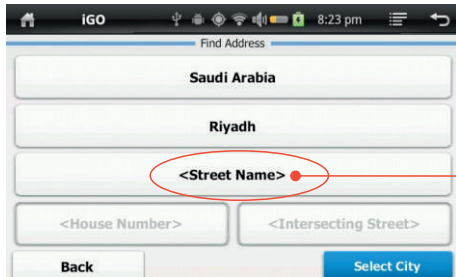 iGO 8:23 pm
Find Address
Saudi Arabia
Riyadh
<Street Name>
<House Number> <Intersecting Street>
Back Select City